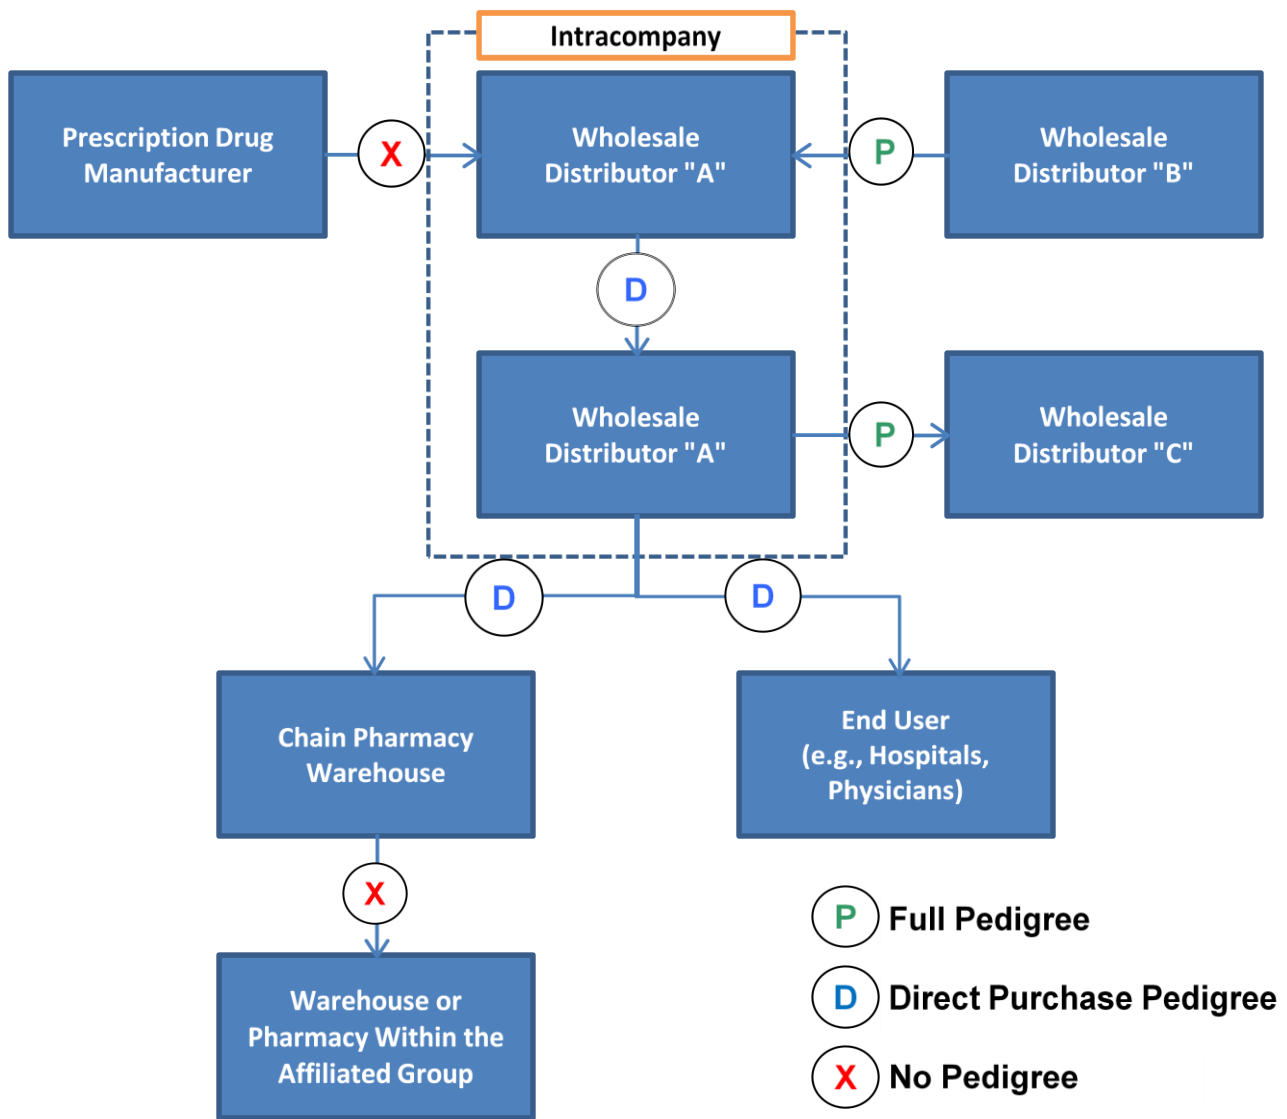 Intracompany
Prescription Drug
Manufacturer
X
Wholesale
Distributor "A"
P
Wholesale
Distributor "B"
D
Wholesale
Distributor "A"
P
Wholesale
Distributor "C"
D
D
Chain Pharmacy
Warehouse
End User
(e.g., Hospitals,
Physicians)
X
Warehouse or
Pharmacy Within the
Affiliated Group
P Full Pedigree
D Direct Purchase Pedigree
X No Pedigree